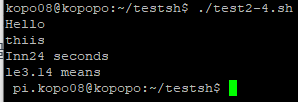 kopo08@kopopo:~/testsh$ ./test2-4.sh
Hello
thiis
Inn24 seconds
le3.14 means
 pi.kopo08@kopopo:~/testsh$